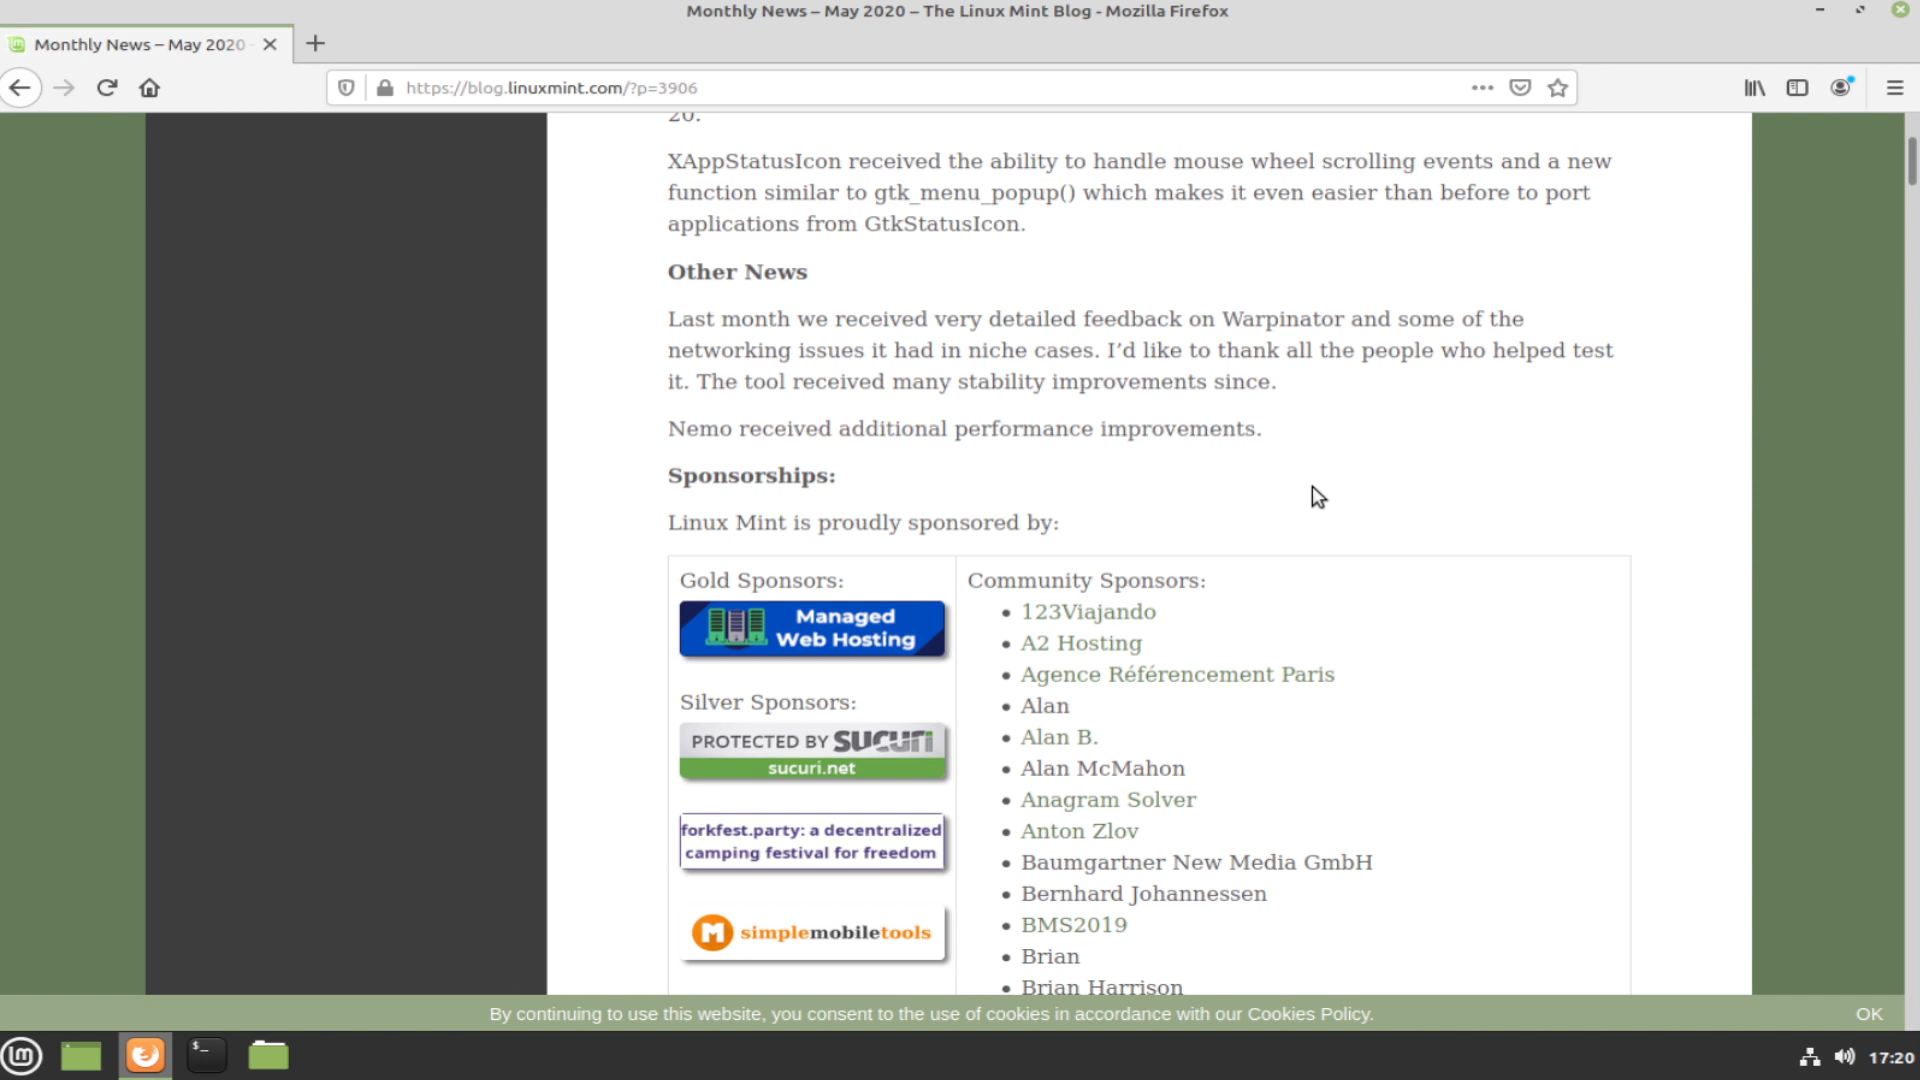 Monthly News – May 2020 – The Linux Mint Blog - Mozilla Firefox
Monthly News – May 2020
https://blog.linuxmint.com/?p=3906
20.
XAppStatusIcon received the ability to handle mouse wheel scrolling events and a new
function similar to gtk_menu_popup() which makes it even easier than before to port
applications from GtkStatusIcon.
Other News
Last month we received very detailed feedback on Warpinator and some of the
networking issues it had in niche cases. I’d like to thank all the people who helped test
it. The tool received many stability improvements since.
Nemo received additional performance improvements.
Sponsorships:
Linux Mint is proudly sponsored by:
Gold Sponsors:
Managed
Web Hosting
Silver Sponsors:
PROTECTED BY SUCURI
sucuri.net
forkfest.party: a decentralized
camping festival for freedom
simplemobiletools
Community Sponsors:
123Viajando
A2 Hosting
Agence Référencement Paris
Alan
Alan B.
Alan McMahon
Anagram Solver
Anton Zlov
Baumgartner New Media GmbH
Bernhard Johannessen
BMS2019
Brian
Brian Harrison
By continuing to use this website, you consent to the use of cookies in accordance with our Cookies Policy.
OK
$_
17:20